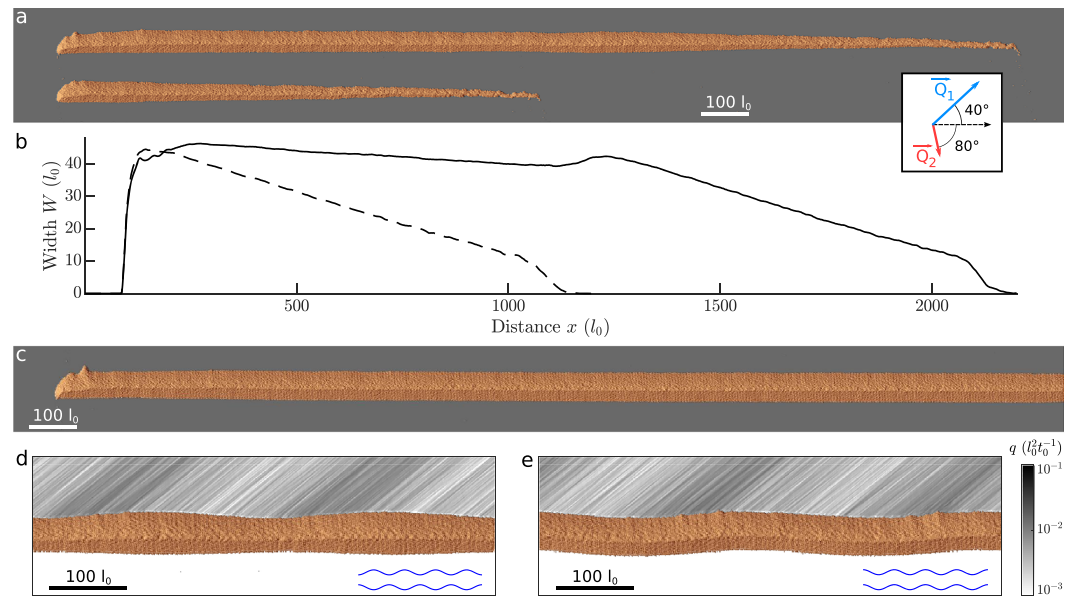 a
100 l₀
Q₁
40°
80°
Q₂
b
Width W (l₀)
40
30
20
10
0
500
1000
1500
2000
Distance x (l₀)
c
100 l₀
d
100 l₀
e
100 l₀
q (l₀²t₀⁻¹)
10⁻¹
10⁻²
10⁻³